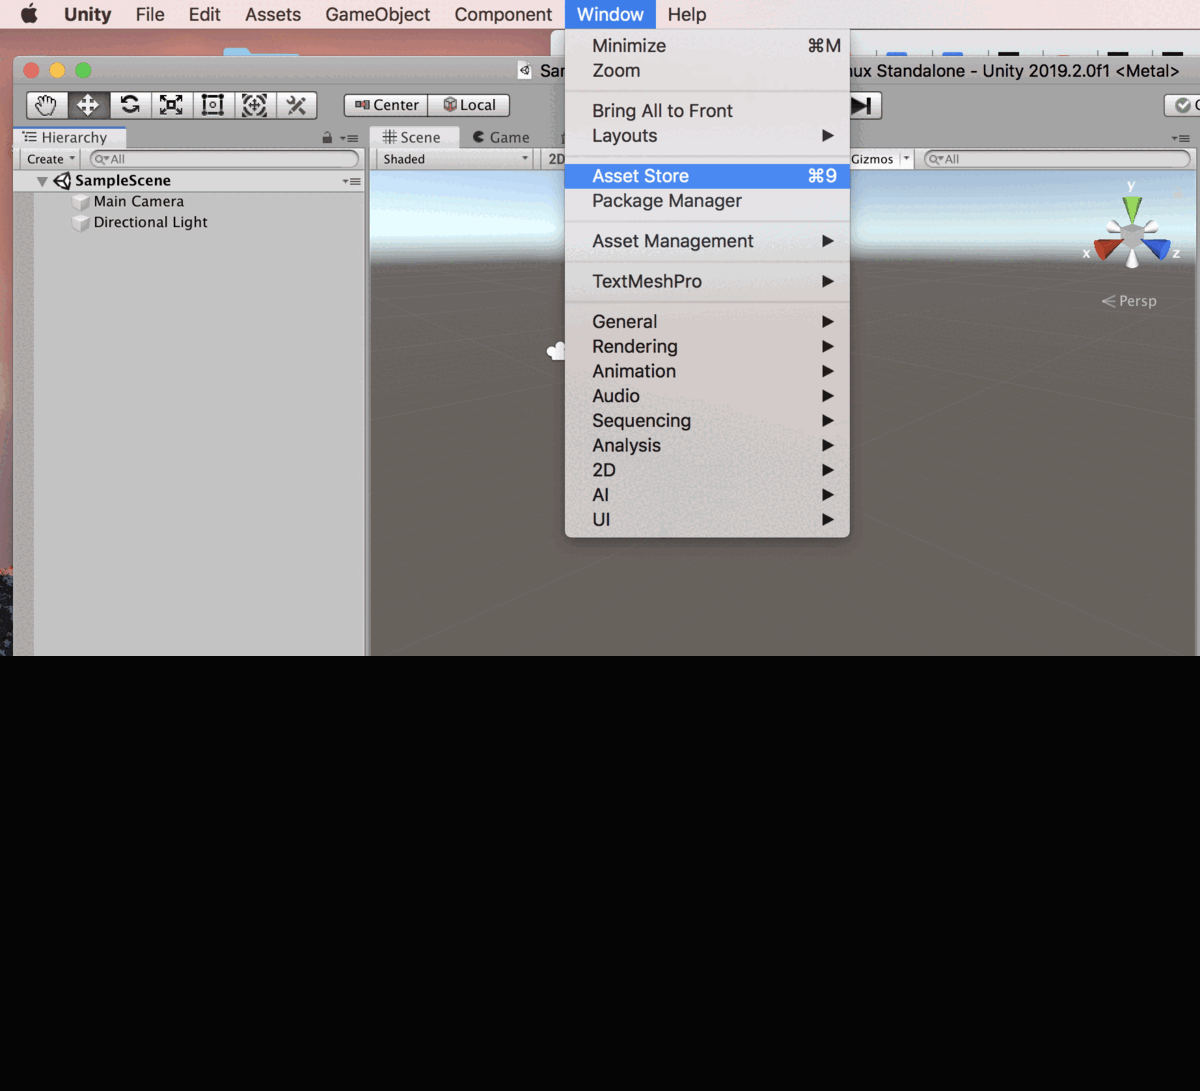 Unity File Edit Assets GameObject Component Window Help
Minimize ⌘M
Zoom
Bring All to Front
Layouts
Asset Store ⌘9
Package Manager
Asset Management
TextMeshPro
General
Rendering
Animation
Audio
Sequencing
Analysis
2D
AI
UI
Standalone - Unity 2019.2.0f1 <Metal>
Center Local
Hierarchy
Create All
SampleScene
Main Camera
Directional Light
Scene Game
Shaded 2D
Gizmos All
y
x z
Persp